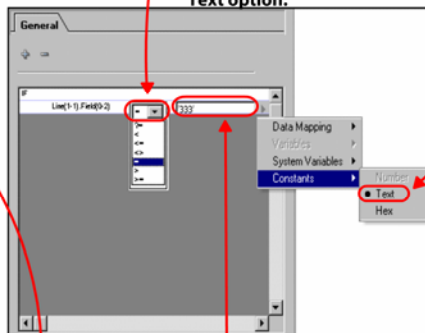 Text option.
General
IF
Line(1-1).Field(0-2)
=
'333'
?=
<
<=
<>
=
>
>=
Data Mapping
Variables
System Variables
Constants
Number
Text
Hex